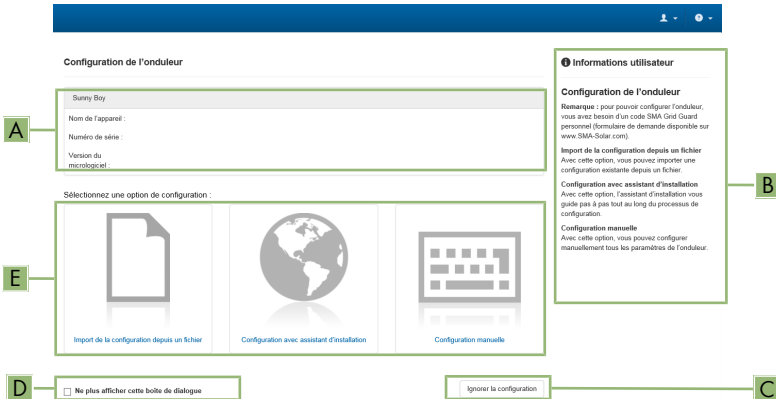 Configuration de l'onduleur
Sunny Boy
Nom de l'appareil :
Numéro de série :
Version du
micrologiciel :
A
Informations utilisateur
Configuration de l'onduleur
Remarque : pour pouvoir configurer l'onduleur,
vous avez besoin d'un code SMA Grid Guard
personnel (formulaire de demande disponible sur
www.SMA-Solar.com).
Import de la configuration depuis un fichier
Avec cette option, vous pouvez importer une
configuration existante depuis un fichier.
Configuration avec assistant d'installation
Avec cette option, l'assistant d'installation vous
guide pas à pas tout au long du processus de
configuration.
Configuration manuelle
Avec cette option, vous pouvez configurer
manuellement tous les paramètres de l'onduleur.
B
Sélectionnez une option de configuration :
E
Import de la configuration depuis un fichier
Configuration avec assistant d'installation
Configuration manuelle
D
Ne plus afficher cette boîte de dialogue
Ignorer la configuration
C